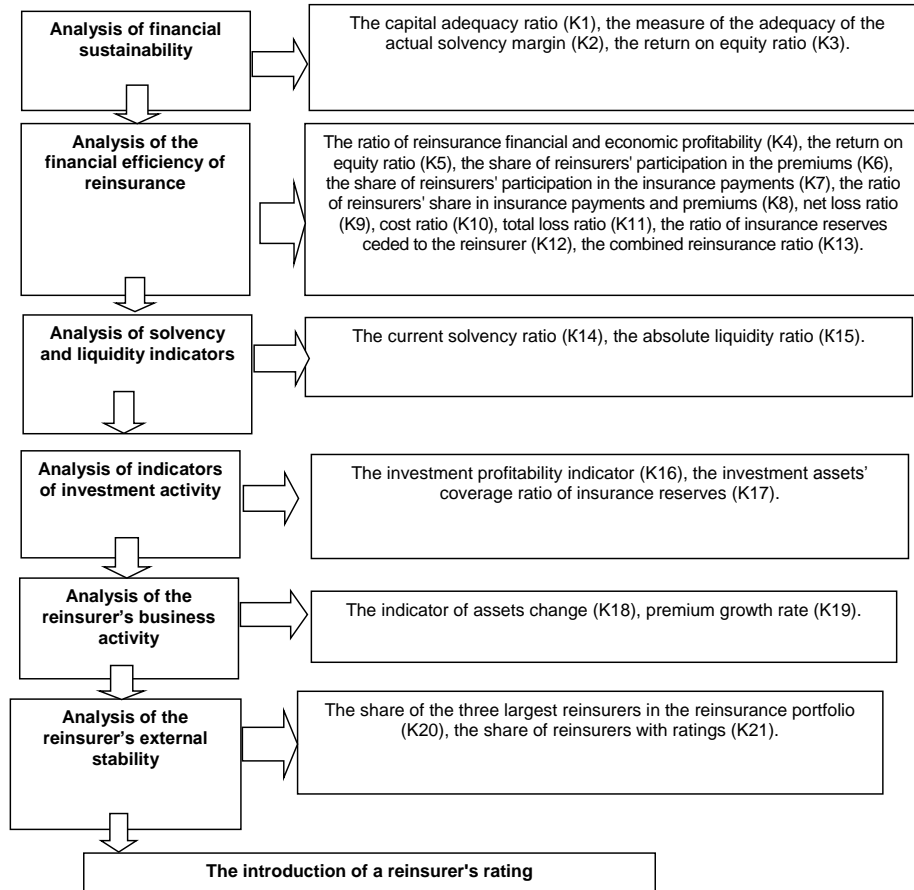 Analysis of financial
sustainability
The capital adequacy ratio (K1), the measure of the adequacy of the
actual solvency margin (K2), the return on equity ratio (K3).
Analysis of the
financial efficiency of
reinsurance
The ratio of reinsurance financial and economic profitability (K4), the return on
equity ratio (K5), the share of reinsurers' participation in the premiums (K6),
the share of reinsurers' participation in the insurance payments (K7), the ratio
of reinsurers' share in insurance payments and premiums (K8), net loss ratio
(K9), cost ratio (K10), total loss ratio (K11), the ratio of insurance reserves
ceded to the reinsurer (K12), the combined reinsurance ratio (K13).
Analysis of solvency
and liquidity indicators
The current solvency ratio (K14), the absolute liquidity ratio (K15).
Analysis of indicators
of investment activity
The investment profitability indicator (K16), the investment assets’
coverage ratio of insurance reserves (K17).
Analysis of the
reinsurer’s business
activity
The indicator of assets change (K18), premium growth rate (K19).
Analysis of the
reinsurer’s external
stability
The share of the three largest reinsurers in the reinsurance portfolio
(K20), the share of reinsurers with ratings (K21).
The introduction of a reinsurer's rating